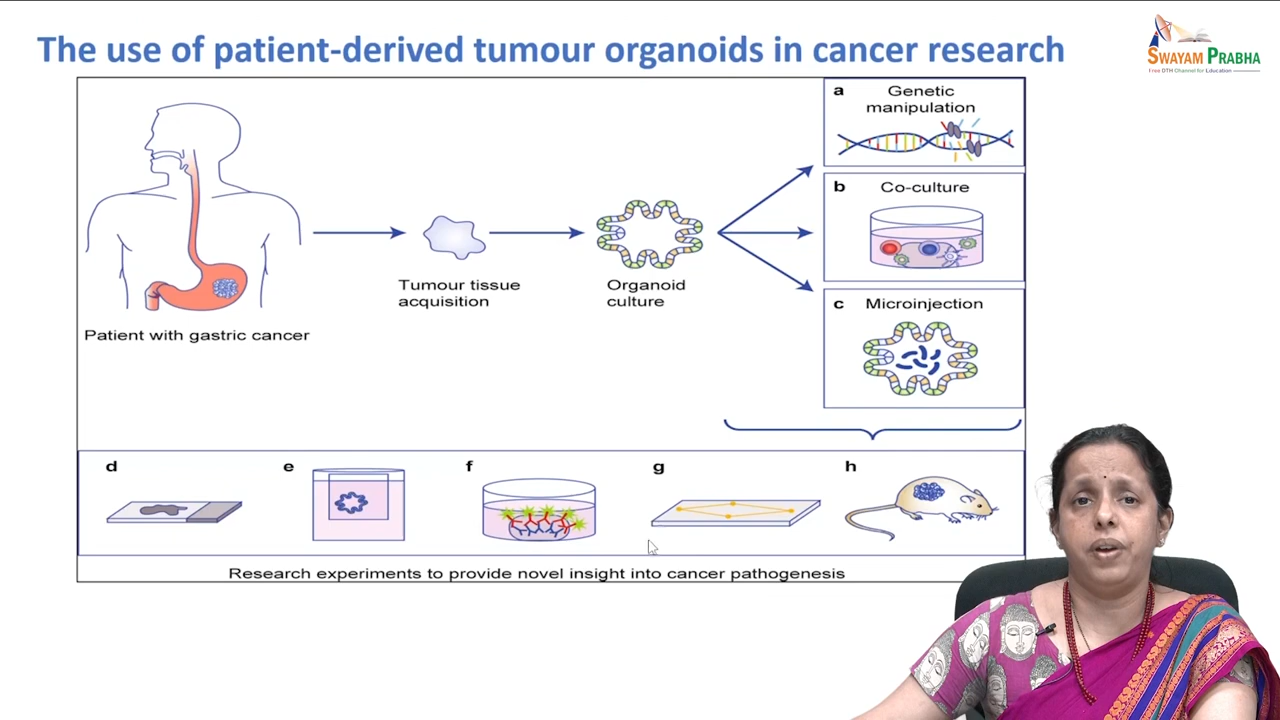 The use of patient-derived tumour organoids in cancer research
SWAYAM PRABHA
Free DTH Channel for Education
a
Genetic
manipulation
b
Co-culture
c
Microinjection
Tumour tissue
acquisition
Organoid
culture
Patient with gastric cancer
d
e
f
g
h
Research experiments to provide novel insight into cancer pathogenesis